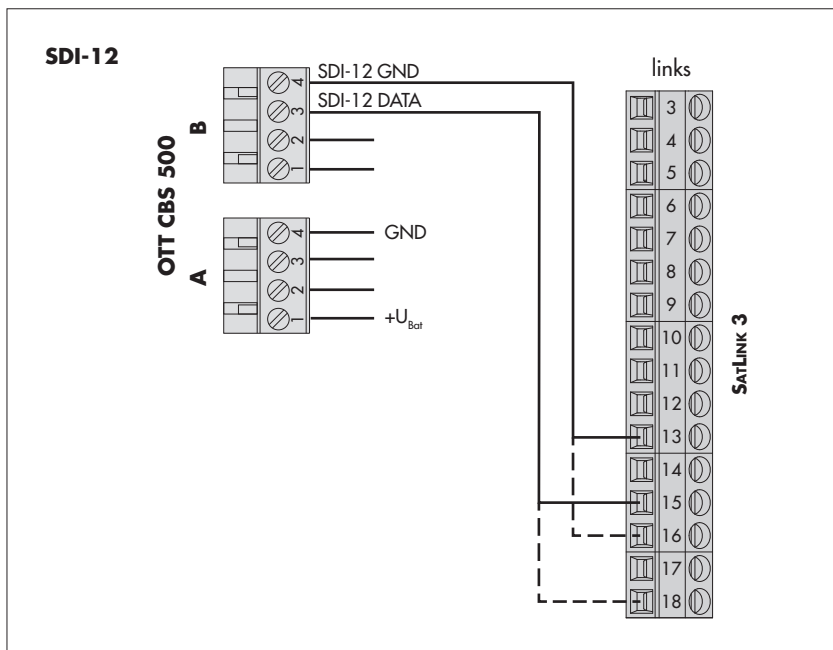 SDI-12
OTT CBS 500
B
4
3
2
1
SDI-12 GND
SDI-12 DATA
A
4
3
2
1
GND
+UBat
links
3
4
5
6
7
8
9
10
11
12
13
14
15
16
17
18
SATLINK 3